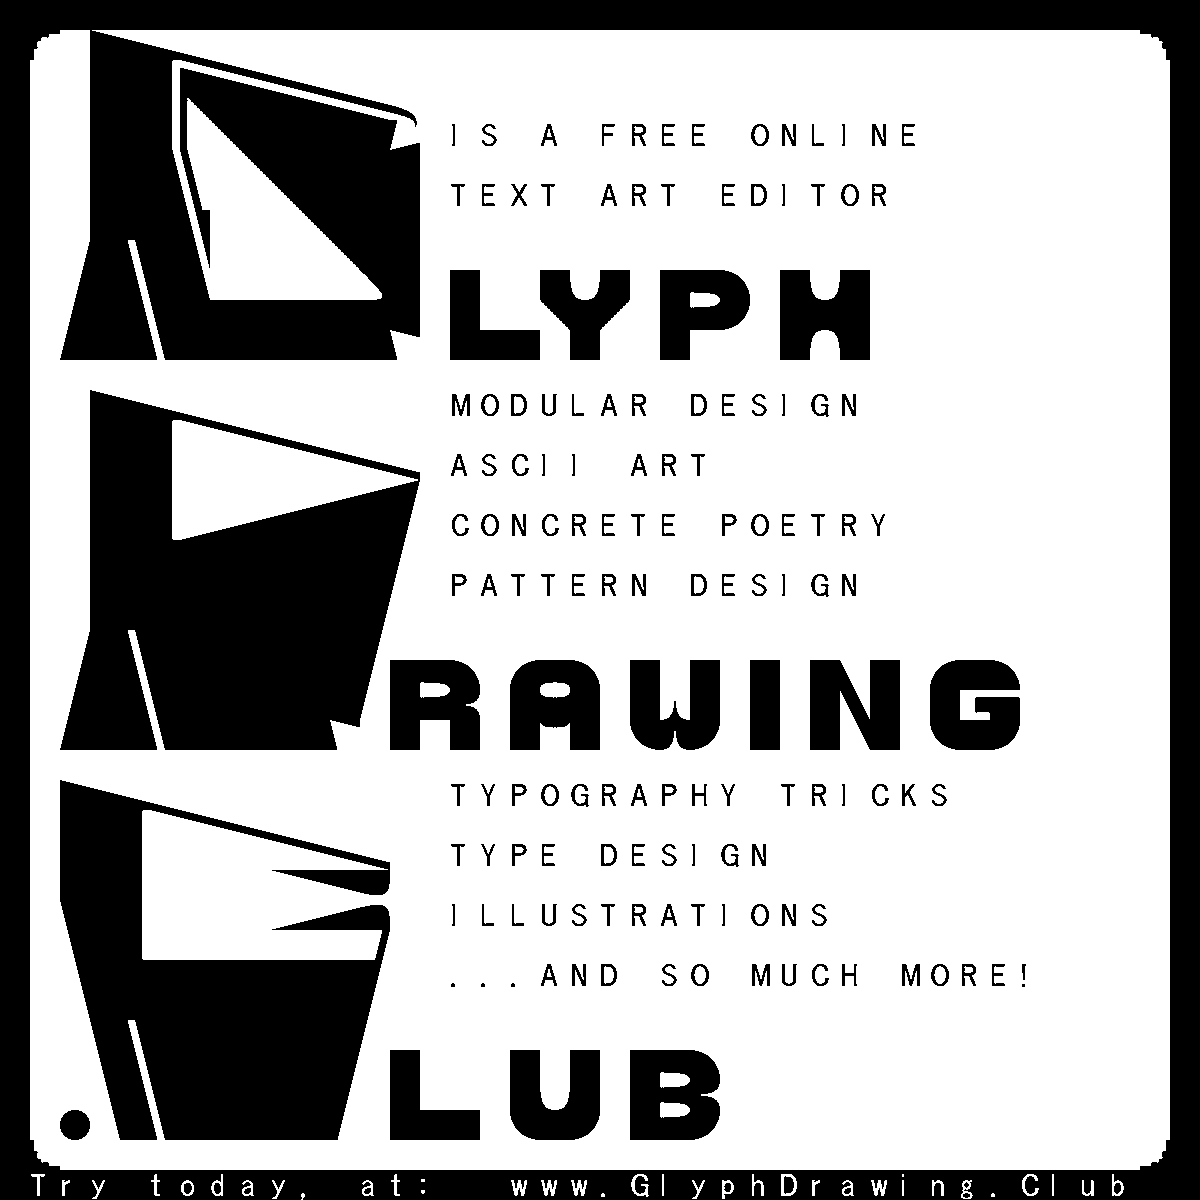 IS A FREE ONLINE
TEXT ART EDITOR
GLYPH
MODULAR DESIGN
ASCII ART
CONCRETE POETRY
PATTERN DESIGN
DRAWING
TYPOGRAPHY TRICKS
TYPE DESIGN
ILLUSTRATIONS
...AND SO MUCH MORE!
CLUB
Try today, at: www.GlyphDrawing.Club